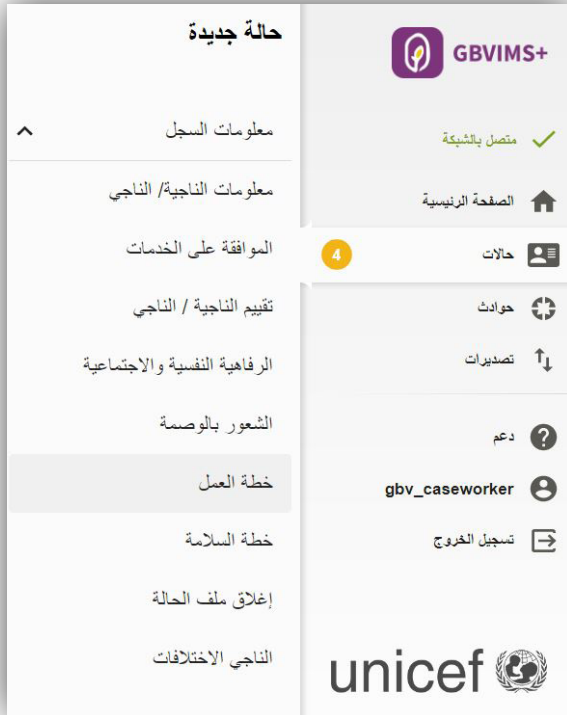 GBVIMS+
متصل بالشبكة
الصفحة الرئيسية
حالات
4
حوادث
تصديرات
دعم
gbv_caseworker
تسجيل الخروج
unicef
حالة جديدة
معلومات السجل
معلومات الناجية/ الناجي
الموافقة على الخدمات
تقييم الناجية / الناجي
الرفاهية النفسية والاجتماعية
الشعور بالوصمة
خطة العمل
خطة السلامة
إغلاق ملف الحالة
الناجي الاختلافات